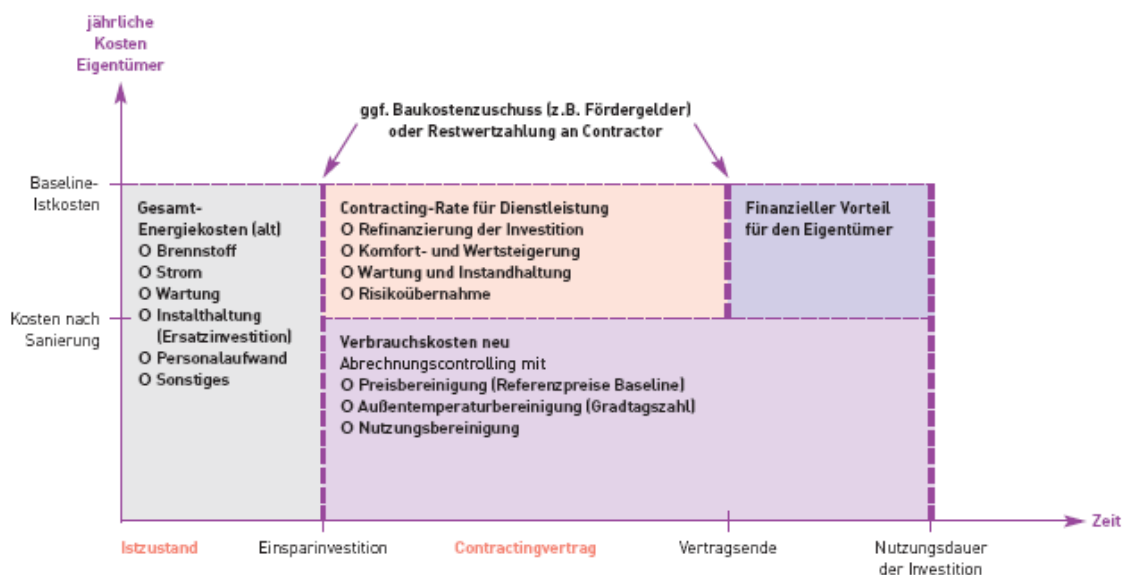 jährliche
Kosten
Eigentümer
ggf. Baukostenzuschuss (z.B. Fördergelder)
oder Restwertzahlung an Contractor
Baseline-
Istkosten
Gesamt-
Energiekosten (alt)
O Brennstoff
O Strom
O Wartung
O Instalthaltung
(Ersatzinvestition)
O Personalaufwand
O Sonstiges
Contracting-Rate für Dienstleistung
O Refinanzierung der Investition
O Komfort- und Wertsteigerung
O Wartung und Instandhaltung
O Risikoübernahme
Finanzieller Vorteil
für den Eigentümer
Kosten nach
Sanierung
Verbrauchskosten neu
Abrechnungscontrolling mit
O Preisbereinigung (Referenzpreise Baseline)
O Außentemperaturbereinigung (Gradtagszahl)
O Nutzungsbereinigung
Zeit
Istzustand
Einsparinvestition
Contractingvertrag
Vertragsende
Nutzungsdauer
der Investition